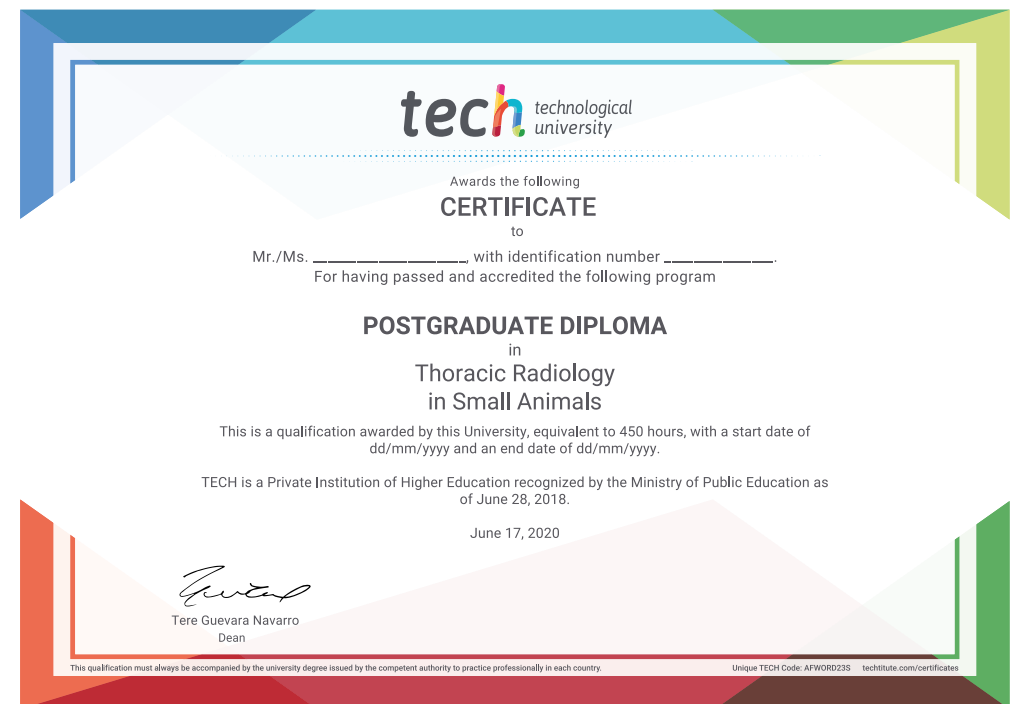 tech technological
university
Awards the following
CERTIFICATE
to
Mr./Ms. ______________, with identification number __________.
For having passed and accredited the following program
POSTGRADUATE DIPLOMA
in
Thoracic Radiology
in Small Animals
This is a qualification awarded by this University, equivalent to 450 hours, with a start date of
dd/mm/yyyy and an end date of dd/mm/yyyy.
TECH is a Private Institution of Higher Education recognized by the Ministry of Public Education as
of June 28, 2018.
June 17, 2020
Tere Guevara Navarro
Dean
This qualification must always be accompanied by the university degree issued by the competent authority to practice professionally in each country.
Unique TECH Code: AFWORD23S techtitute.com/certificates